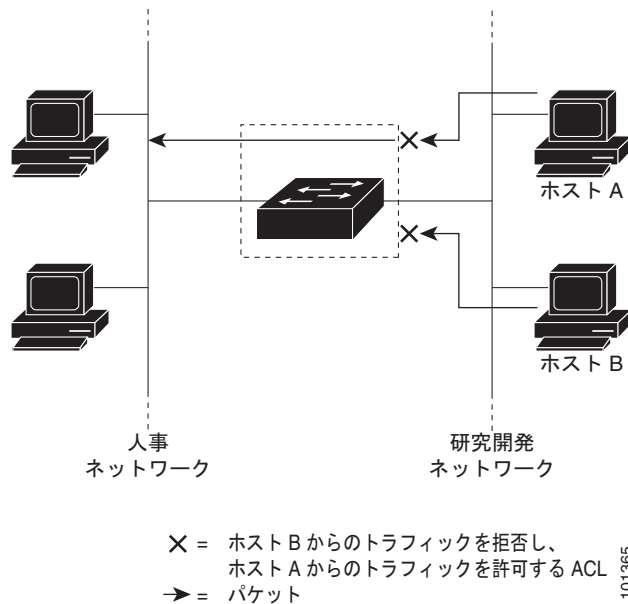 ホスト A
ホスト B
人事
ネットワーク
研究開発
ネットワーク
✕ = ホスト B からのトラフィックを拒否し、
ホスト A からのトラフィックを許可する ACL
➔ = パケット
101365